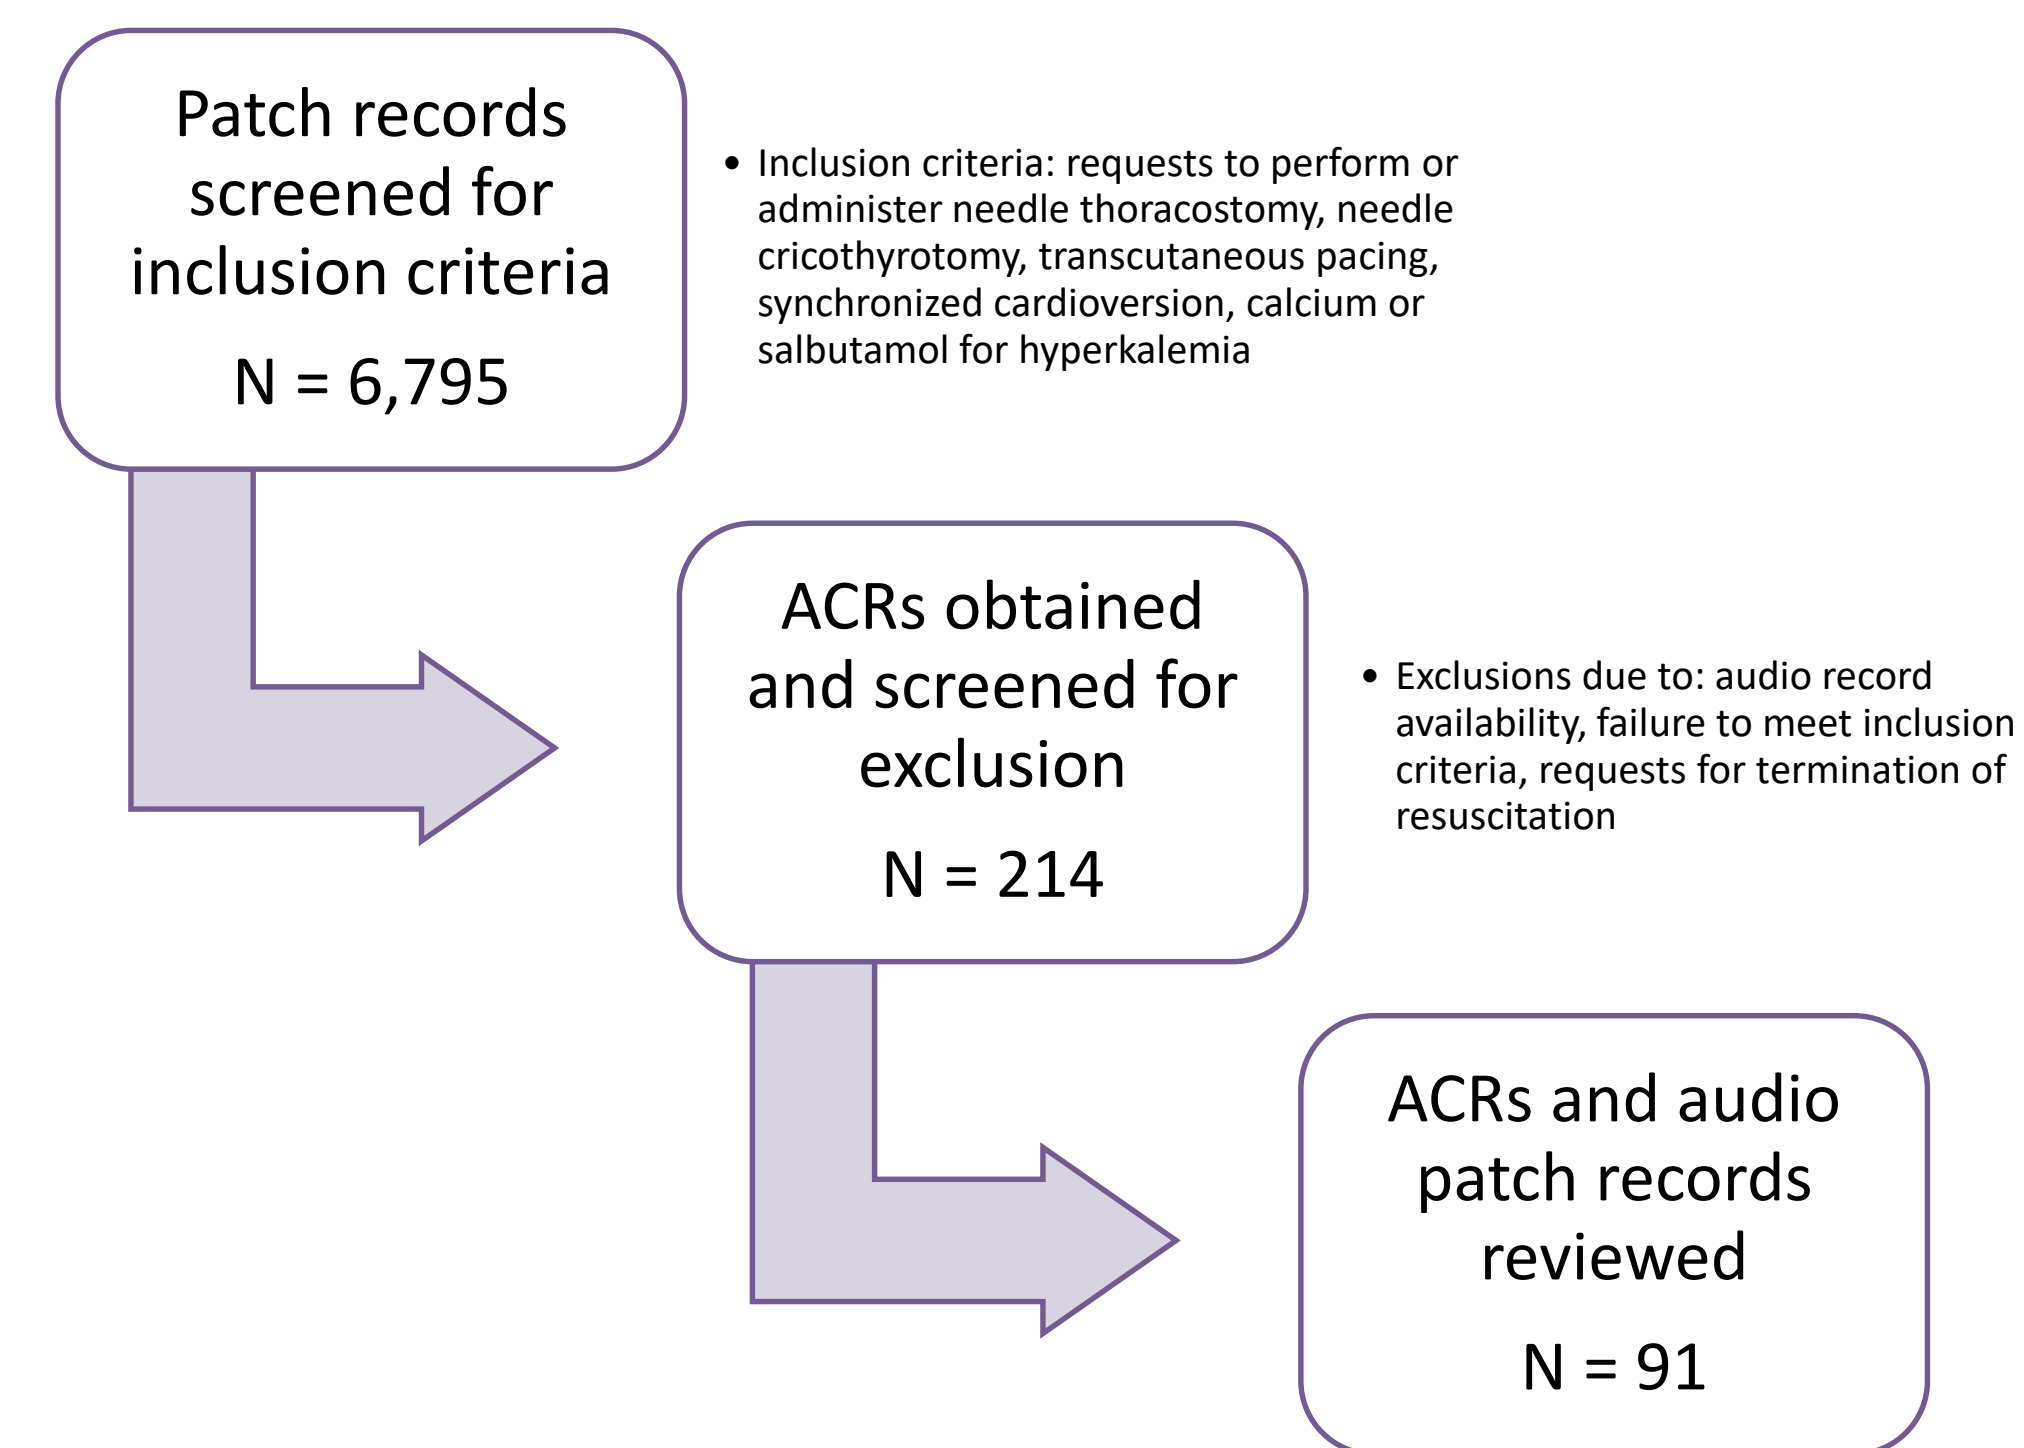 Patch records
screened for
inclusion criteria
N = 6,795
• Inclusion criteria: requests to perform or
administer needle thoracostomy, needle
cricothyrotomy, transcutaneous pacing,
synchronized cardioversion, calcium or
salbutamol for hyperkalemia
ACRs obtained
and screened for
exclusion
N = 214
• Exclusions due to: audio record
availability, failure to meet inclusion
criteria, requests for termination of
resuscitation
ACRs and audio
patch records
reviewed
N = 91